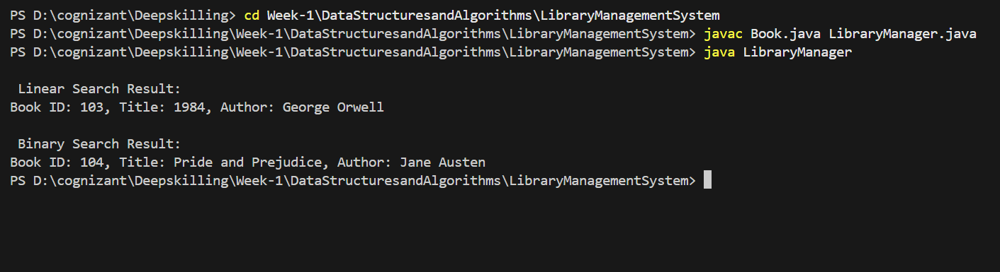 PS D:\cognizant\Deepskilling> cd Week-1\DataStructuresandAlgorithms\LibraryManagementSystem
PS D:\cognizant\Deepskilling\Week-1\DataStructuresandAlgorithms\LibraryManagementSystem> javac Book.java LibraryManager.java
PS D:\cognizant\Deepskilling\Week-1\DataStructuresandAlgorithms\LibraryManagementSystem> java LibraryManager

 Linear Search Result:
Book ID: 103, Title: 1984, Author: George Orwell

 Binary Search Result:
Book ID: 104, Title: Pride and Prejudice, Author: Jane Austen
PS D:\cognizant\Deepskilling\Week-1\DataStructuresandAlgorithms\LibraryManagementSystem>